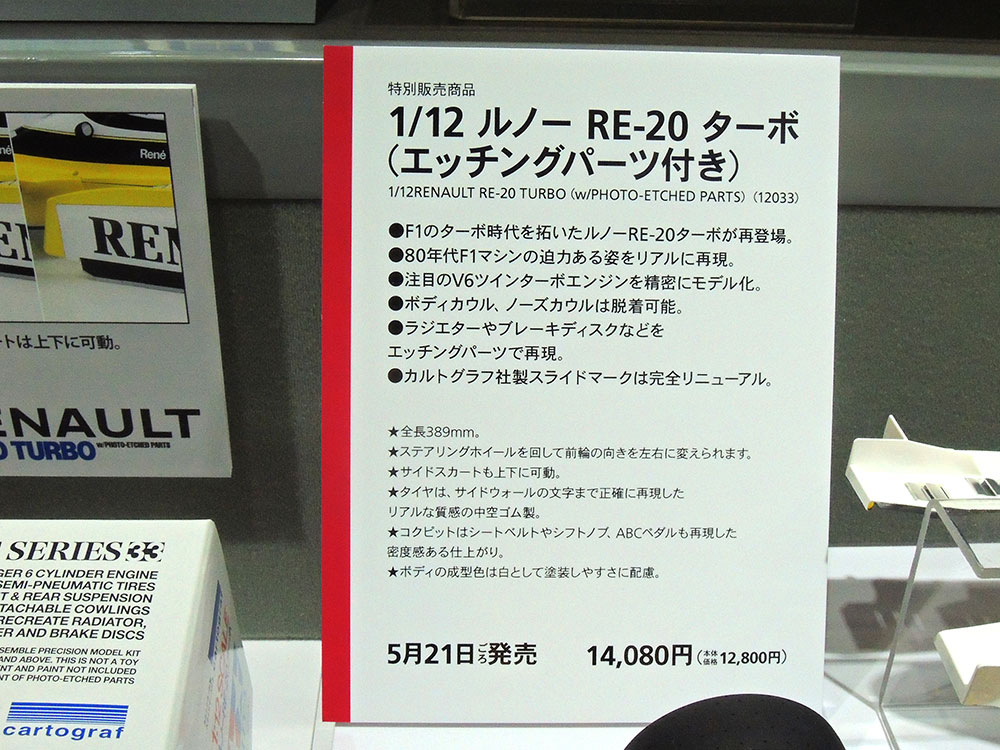 特別販売商品
1/12 ルノー RE-20 ターボ
(エッチングパーツ付き)
1/12RENAULT RE-20 TURBO (w/PHOTO-ETCHED PARTS) (12033)
●F1のターボ時代を拓いたルノーRE-20ターボが再登場。
●80年代F1マシンの迫力ある姿をリアルに再現。
●注目のV6ツインターボエンジンを精密にモデル化。
●ボディカウル、ノーズカウルは脱着可能。
●ラジエターやブレーキディスクなどを
エッチングパーツで再現。
●カルトグラフ社製スライドマークは完全リニューアル。
★全長389mm。
★ステアリングホイールを回して前輪の向きを左右に変えられます。
★サイドスカートも上下に可動。
★タイヤは、サイドウォールの文字まで正確に再現した
リアルな質感の中空ゴム製。
★コクピットはシートベルトやシフトノブ、ABCペダルも再現した
密度感ある仕上がり。
★ボディの成型色は白として塗装しやすさに配慮。
5月21日ごろ発売 14,080円(本体価格12,800円)
René
REN
トは上下に可動。
ENAULT
TURBO w/PHOTO-ETCHED PARTS
SERIES 33
GER 6 CYLINDER ENGINE
SEMI-PNEUMATIC TIRES
T & REAR SUSPENSION
TACHABLE COWLINGS
RECREATE RADIATOR,
ER AND BRAKE DISCS
SEMBLE PRECISION MODEL KIT
AND ABOVE. THIS IS NOT A TOY
ENT AND PAINT NOT INCLUDED
NT OF PHOTO-ETCHED PARTS
cartograf